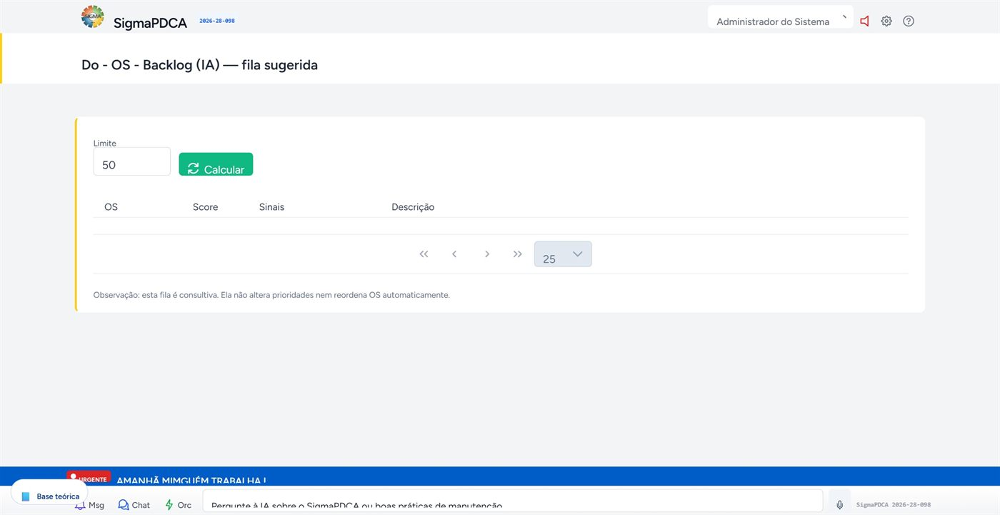 SIGMA
SigmaPDCA
2026-28-098
Administrador do Sistema
Do - OS - Backlog (IA) — fila sugerida
Limite
50
Calcular
OS Score Sinais Descrição
25
Observação: esta fila é consultiva. Ela não altera prioridades nem reordena OS automaticamente.
URGENTE
AMANHÃ MIMGUÉM TRABALHA !
Base teórica
Msg Chat Orc
Pergunte à IA sobre o SigmaPDCA ou boas práticas de manutenção
SigmaPDCA 2026-28-098